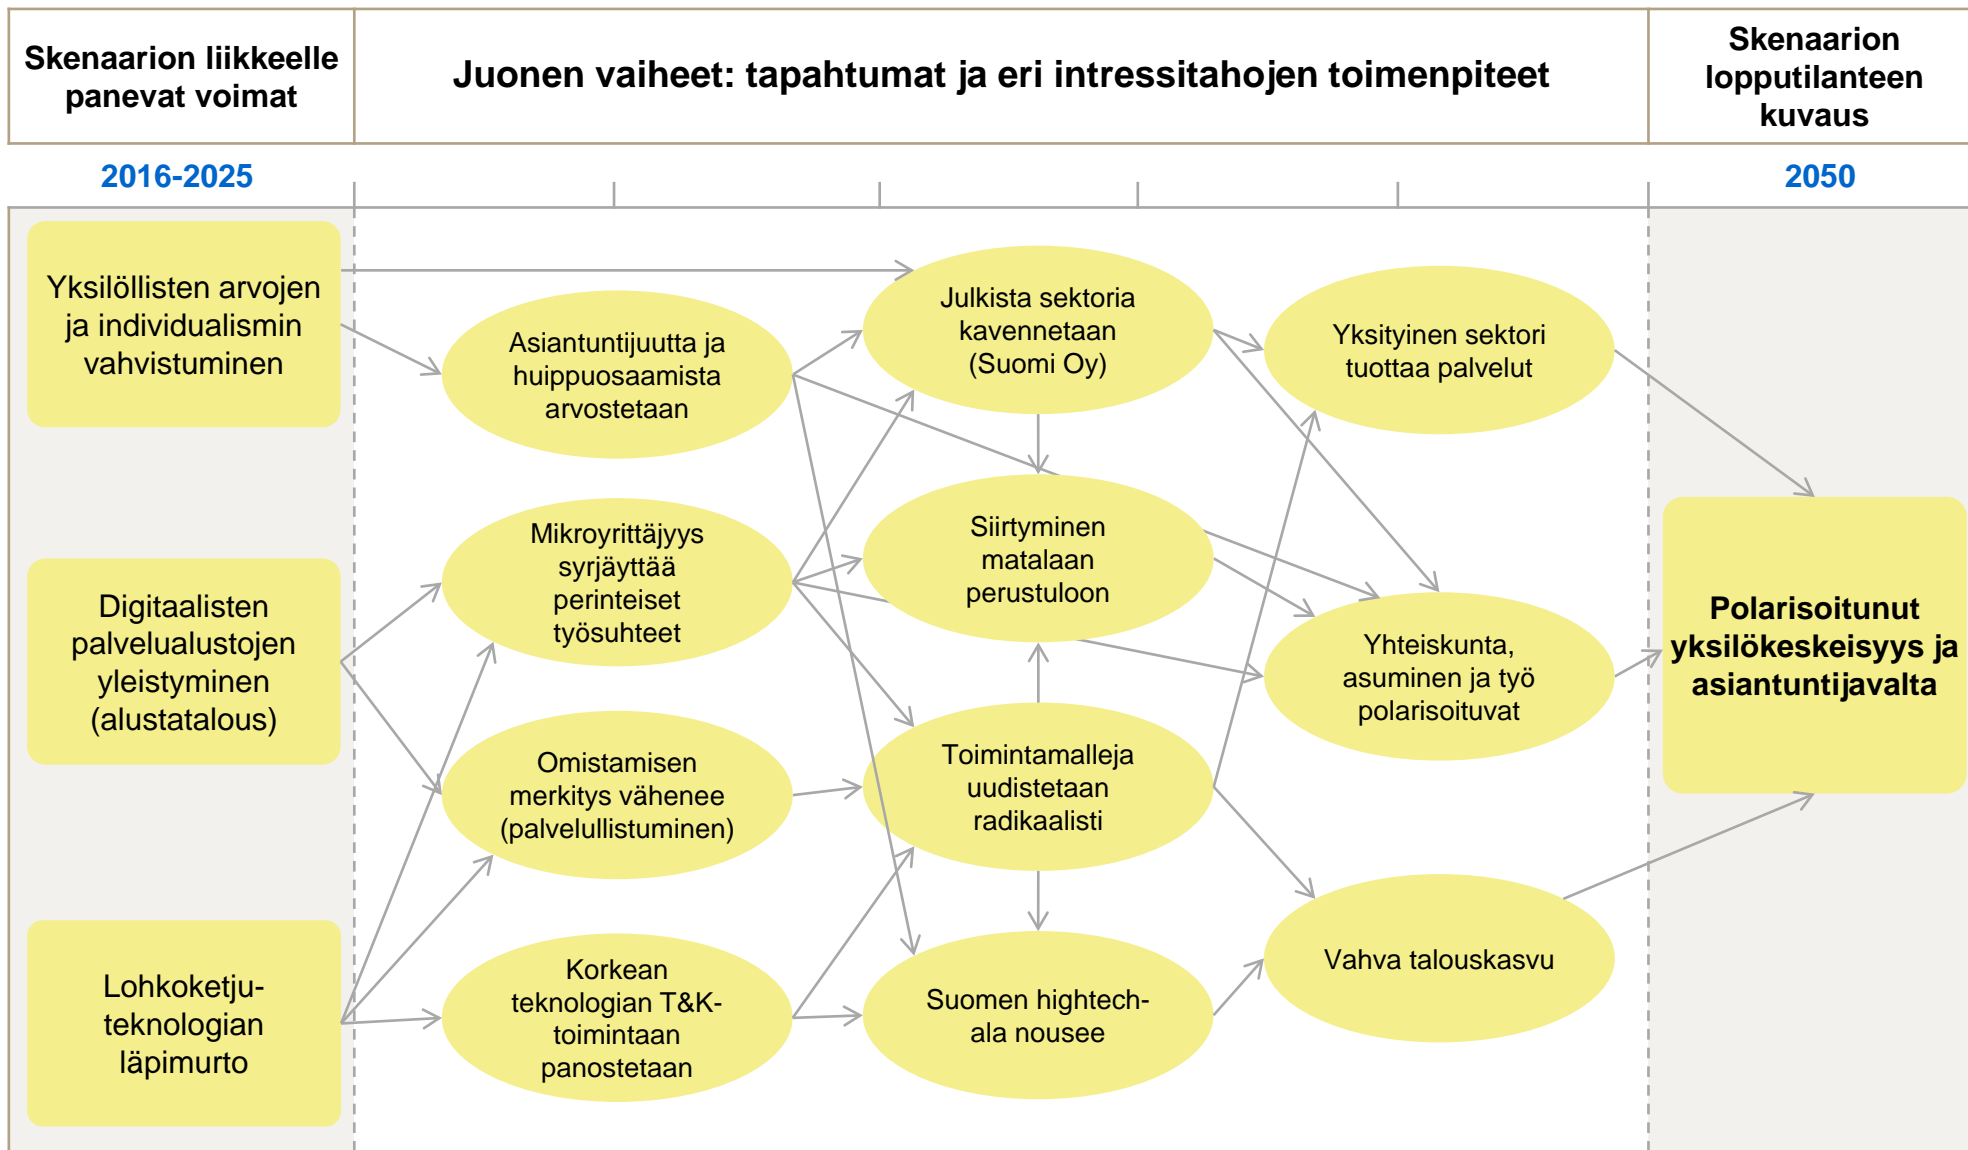 Skenaarion liikkeelle
panevat voimat
Juonen vaiheet: tapahtumat ja eri intressitahojen toimenpiteet
Skenaarion
lopputilanteen
kuvaus
2016-2025
2050
Yksilöllisten arvojen
ja individualismin
vahvistuminen
Digitaalisten
palvelualustojen
yleistyminen
(alustatalous)
Lohkoketju-
teknologian
läpimurto
Asiantuntijuutta ja
huippuosaamista
arvostetaan
Mikroyrittäjyys
syrjäyttää
perinteiset
työsuhteet
Omistamisen
merkitys vähenee
(palvelullistuminen)
Korkean
teknologian T&K-
toimintaan
panostetaan
Julkista sektoria
kavennetaan
(Suomi Oy)
Siirtyminen
matalaan
perustuloon
Toimintamalleja
uudistetaan
radikaalisti
Suomen hightech-
ala nousee
Yksityinen sektori
tuottaa palvelut
Yhteiskunta,
asuminen ja työ
polarisoituvat
Vahva talouskasvu
Polarisoitunut
yksilökeskeisyys ja
asiantuntijavalta